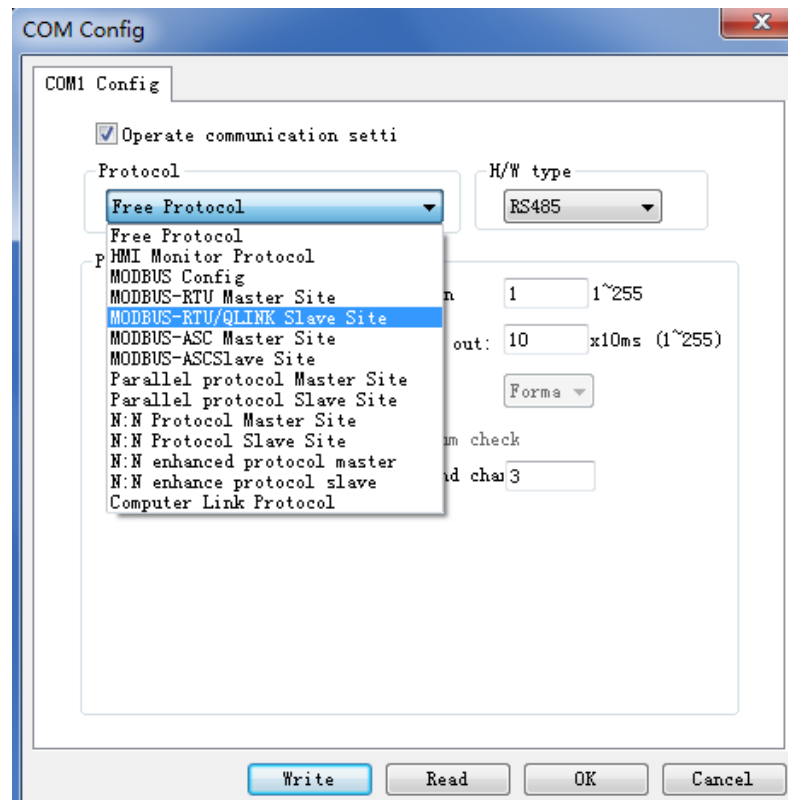 COM Config
COM1 Config
Operate communication setti
Protocol
H/W type
Free Protocol
RS485
Free Protocol
HMI Monitor Protocol
MODBUS Config
MODBUS-RTU Master Site
MODBUS-RTU/QLINK Slave Site
MODBUS-ASC Master Site
MODBUS-ASCSlave Site
Parallel protocol Master Site
Parallel protocol Slave Site
N:N Protocol Master Site
N:N Protocol Slave Site
N:N enhanced protocol master
N:N enhance protocol slave
Computer Link Protocol
P
n 1 1~255
out: 10 x10ms (1~255)
Forma
um check
nd cha 3
Write Read OK Cancel